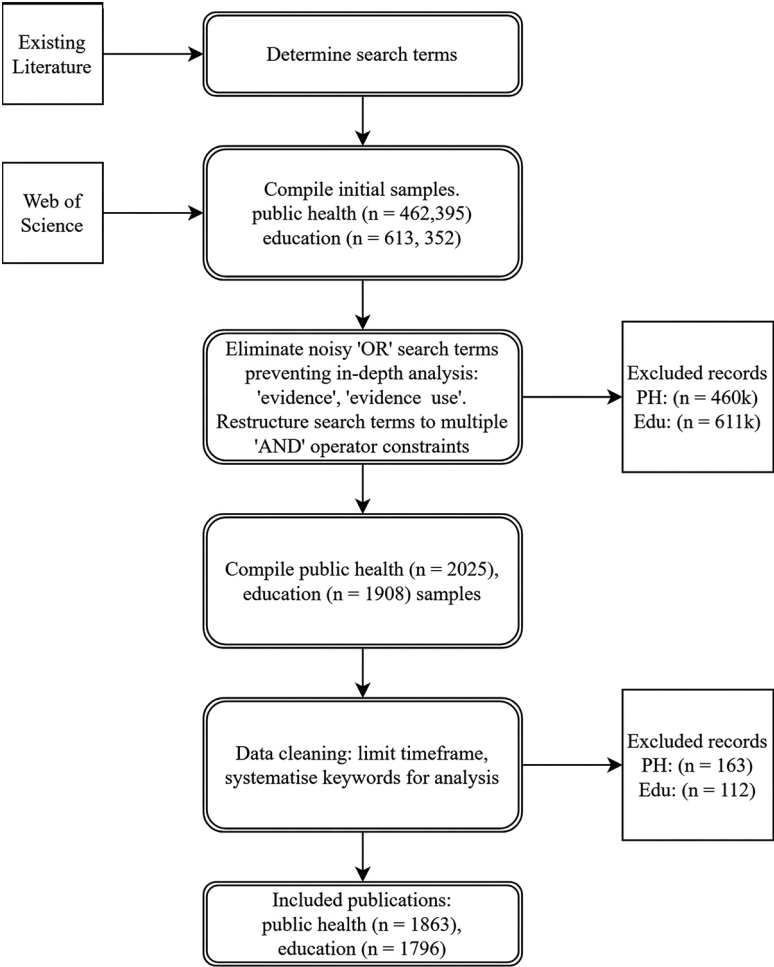 Existing
Literature
Determine search terms
Web of
Science
Compile initial samples.
public health (n = 462,395)
education (n = 613, 352)
Eliminate noisy 'OR' search terms
preventing in-depth analysis:
'evidence', 'evidence use'.
Restructure search terms to multiple
'AND' operator constraints
Excluded records
PH: (n = 460k)
Edu: (n = 611k)
Compile public health (n = 2025),
education (n = 1908) samples
Data cleaning: limit timeframe,
systematise keywords for analysis
Excluded records
PH: (n = 163)
Edu: (n = 112)
Included publications:
public health (n = 1863),
education (n = 1796)